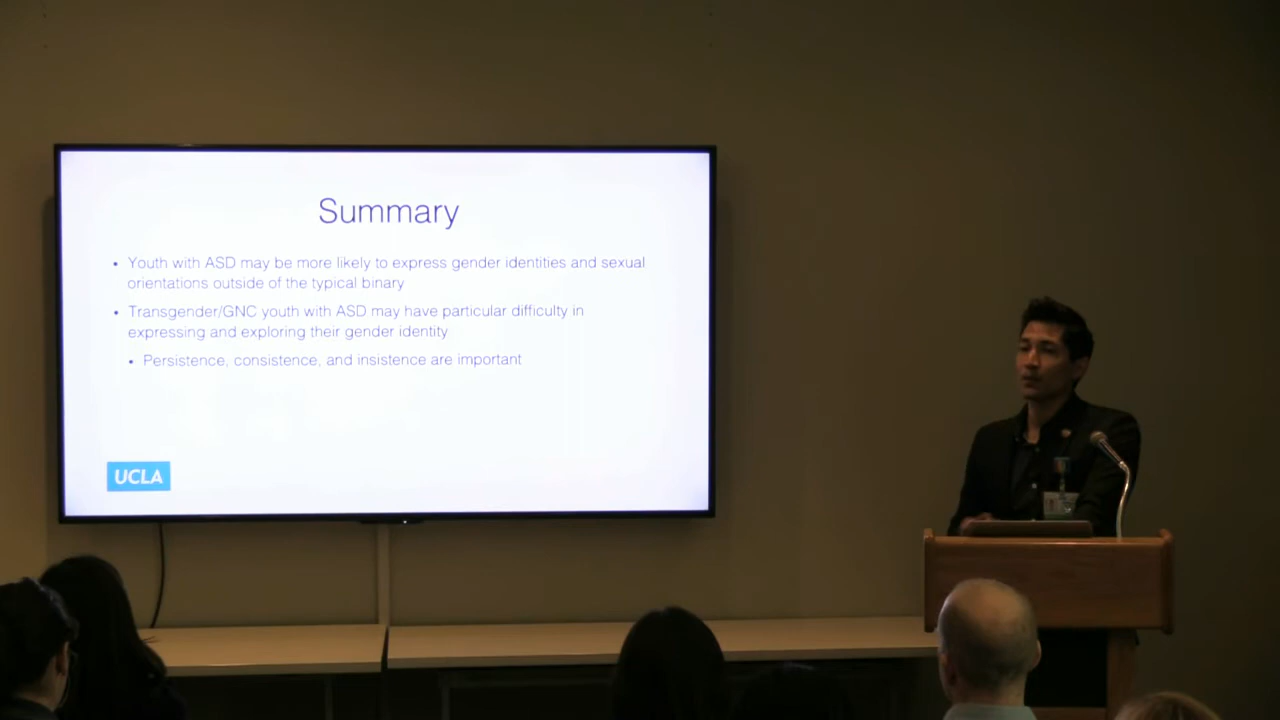 Summary
• Youth with ASD may be more likely to express gender identities and sexual
orientations outside of the typical binary
• Transgender/GNC youth with ASD may have particular difficulty in
expressing and exploring their gender identity
• Persistence, consistence, and insistence are important
UCLA